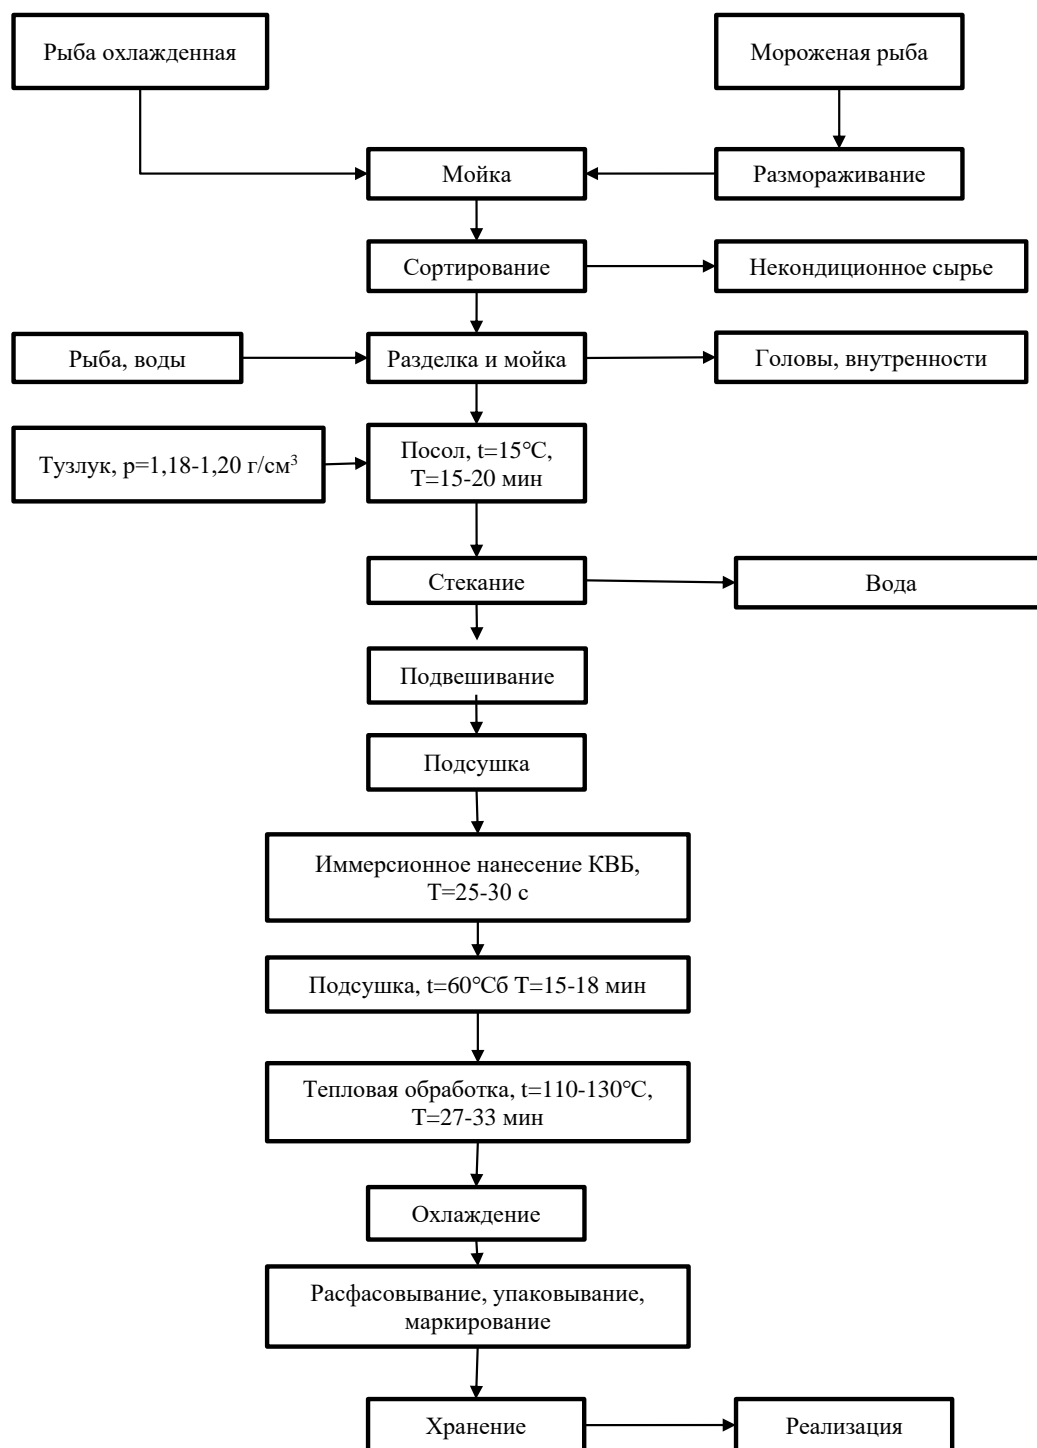 Рыба охлажденная
Мороженая рыба
Мойка
Размораживание
Сортирование
Некондиционное сырье
Рыба, воды
Разделка и мойка
Головы, внутренности
Тузлук, р=1,18-1,20 г/см³
Посол, t=15°С,
Т=15-20 мин
Стекание
Вода
Подвешивание
Подсушка
Иммерсионное нанесение КВБ,
Т=25-30 с
Подсушка, t=60°Сб Т=15-18 мин
Тепловая обработка, t=110-130°С,
Т=27-33 мин
Охлаждение
Расфасовывание, упаковывание,
маркирование
Хранение
Реализация